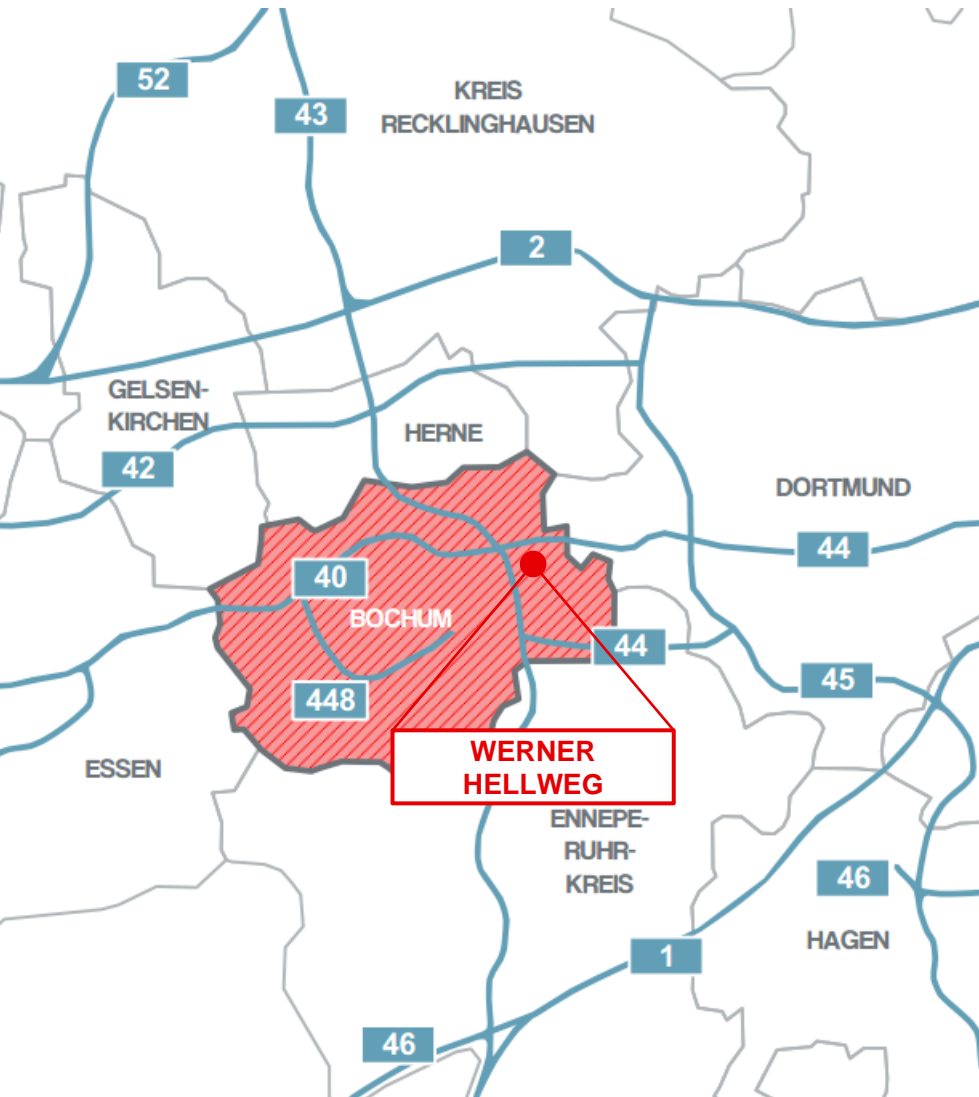 52
KREIS
RECKLINGHAUSEN
43
2
GELSEN-
KIRCHEN
HERNE
42
DORTMUND
44
40
BOCHUM
44
45
448
WERNER
HELLWEG
ESSEN
ENNEPE-
RUHR-
KREIS
46
HAGEN
1
46